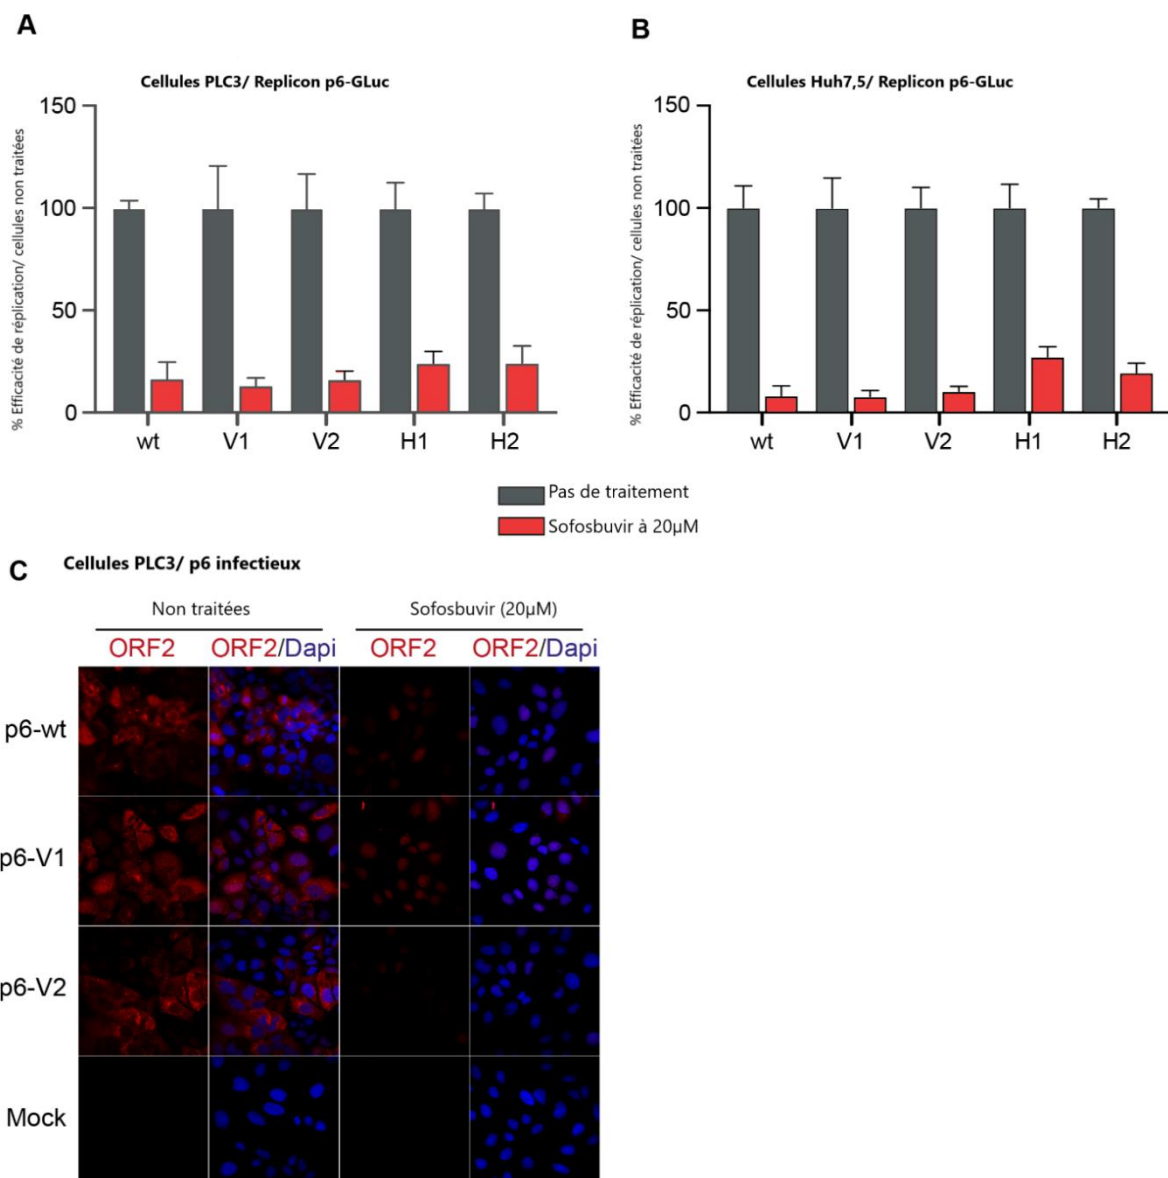 A
Cellules PLC3/ Replicon p6-GLuc
% Efficacité de réplication/ cellules non traitées
150
100
50
0
wt V1 V2 H1 H2
B
Cellules Huh7,5/ Replicon p6-GLuc
% Efficacité de réplication/ cellules non traitées
150
100
50
0
wt V1 V2 H1 H2
Pas de traitement
Sofosbuvir à 20µM
C Cellules PLC3/ p6 infectieux
Non traitées Sofosbuvir (20µM)
ORF2 ORF2/Dapi ORF2 ORF2/Dapi
p6-wt
p6-V1
p6-V2
Mock